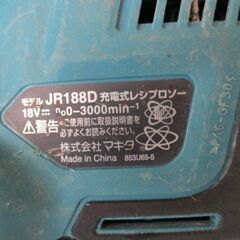 モデル JR188D 充電式レシプロソー
18V⎓ n₀0-3000min⁻¹
⚠警告 ご使用前に取扱説明書を
必ずよくお読みください。
株式会社 マキタ
Made in China 853U65-5